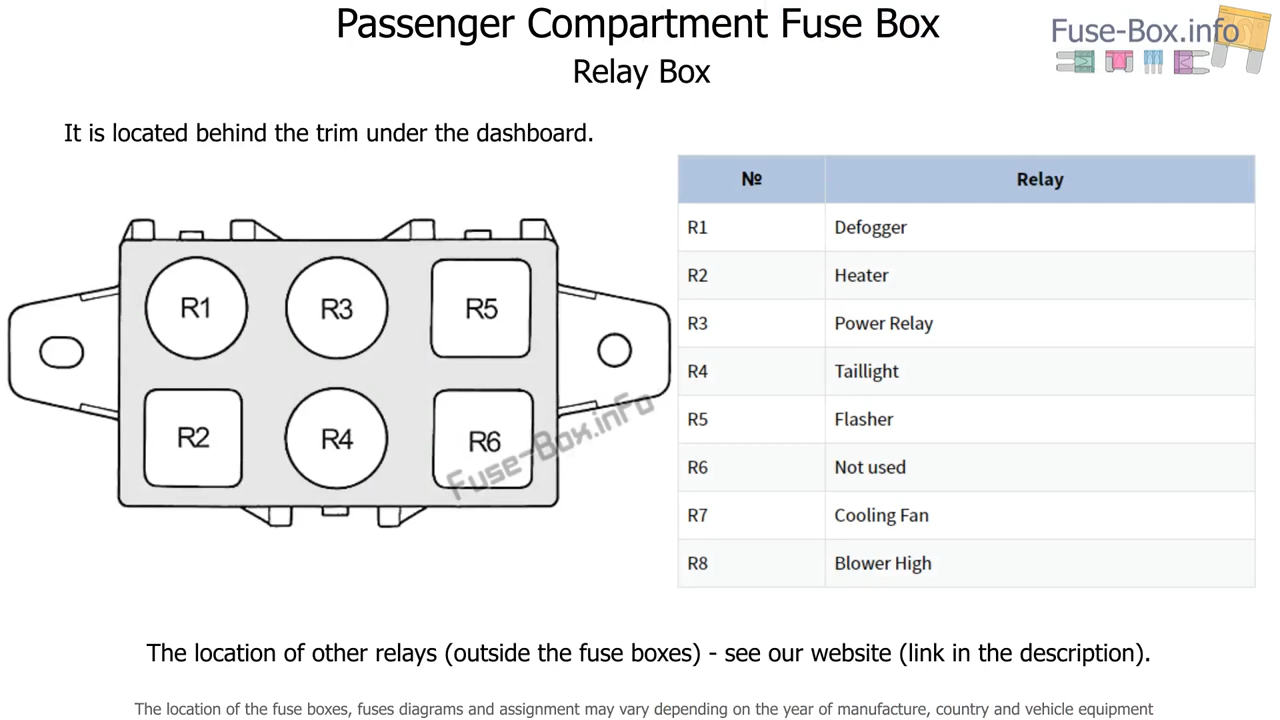 Passenger Compartment Fuse Box
Relay Box
Fuse-Box.info
It is located behind the trim under the dashboard.
R1
R3
R5
R2
R4
R6
Fuse-Box.inFo
№ Relay
R1 Defogger
R2 Heater
R3 Power Relay
R4 Taillight
R5 Flasher
R6 Not used
R7 Cooling Fan
R8 Blower High
The location of other relays (outside the fuse boxes) - see our website (link in the description).
The location of the fuse boxes, fuses diagrams and assignment may vary depending on the year of manufacture, country and vehicle equipment